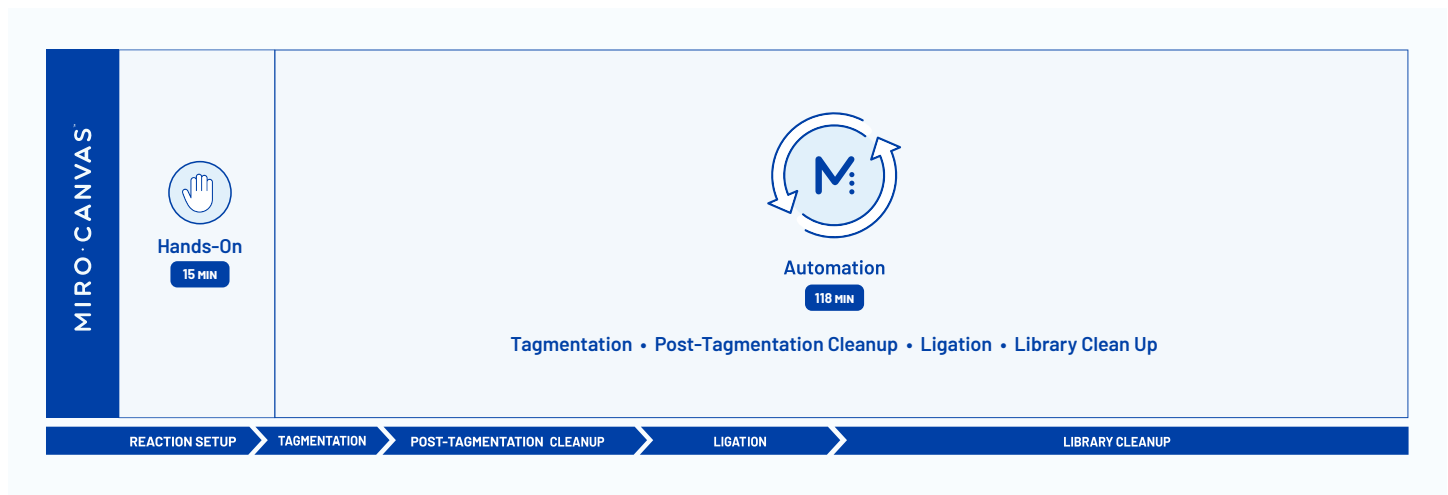 MIRO·CANVAS™
Hands-On
15 MIN
M
Automation
118 MIN
Tagmentation • Post-Tagmentation Cleanup • Ligation • Library Clean Up
REACTION SETUP
TAGMENTATION
POST-TAGMENTATION CLEANUP
LIGATION
LIBRARY CLEANUP